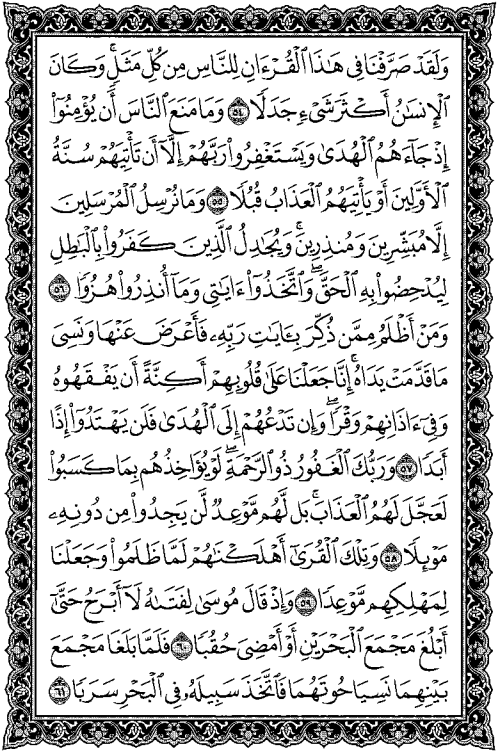 وَلَقَدْ صَرَّفْنَا فِي هَٰذَا الْقُرْءَانِ لِلنَّاسِ مِن كُلِّ مَثَلٍ ۚ وَكَانَ
الْإِنسَٰنُ أَكْثَرَ شَىْءٍ جَدَلًا ٥٤ وَمَا مَنَعَ النَّاسَ أَن يُؤْمِنُوٓا۟
إِذْ جَآءَهُمُ الْهُدَىٰ وَيَسْتَغْفِرُوا۟ رَبَّهُمْ إِلَّآ أَن تَأْتِيَهُمْ سُنَّةُ
الْأَوَّلِينَ أَوْ يَأْتِيَهُمُ الْعَذَابُ قُبُلًا ٥٥ وَمَا نُرْسِلُ الْمُرْسَلِينَ
إِلَّا مُبَشِّرِينَ وَمُنذِرِينَ ۚ وَيُجَٰدِلُ الَّذِينَ كَفَرُوا۟ بِالْبَٰطِلِ
لِيُدْحِضُوا۟ بِهِ الْحَقَّ ۖ وَاتَّخَذُوٓا۟ ءَايَٰتِى وَمَآ أُنذِرُوا۟ هُزُوًا ٥٦
وَمَنْ أَظْلَمُ مِمَّن ذُكِّرَ بِـَٔايَٰتِ رَبِّهِۦ فَأَعْرَضَ عَنْهَا وَنَسِىَ
مَا قَدَّمَتْ يَدَاهُ ۚ إِنَّا جَعَلْنَا عَلَىٰ قُلُوبِهِمْ أَكِنَّةً أَن يَفْقَهُوهُ
وَفِىٓ ءَاذَانِهِمْ وَقْرًا ۖ وَإِن تَدْعُهُمْ إِلَى الْهُدَىٰ فَلَن يَهْتَدُوٓا۟ إِذًا
أَبَدًا ٥٧ وَرَبُّكَ الْغَفُورُ ذُو الرَّحْمَةِ ۖ لَوْ يُؤَاخِذُهُم بِمَا كَسَبُوا۟
لَعَجَّلَ لَهُمُ الْعَذَابَ ۚ بَل لَّهُم مَّوْعِدٌ لَّن يَجِدُوا۟ مِن دُونِهِۦ
مَوْئِلًا ٥٨ وَتِلْكَ الْقُرَىٰٓ أَهْلَكْنَٰهُمْ لَمَّا ظَلَمُوا۟ وَجَعَلْنَا
لِمَهْلِكِهِم مَّوْعِدًا ٥٩ وَإِذْ قَالَ مُوسَىٰ لِفَتَىٰهُ لَآ أَبْرَحُ حَتَّىٰٓ
أَبْلُغَ مَجْمَعَ الْبَحْرَيْنِ أَوْ أَمْضِىَ حُقُبًا ٦٠ فَلَمَّا بَلَغَا مَجْمَعَ
بَيْنِهِمَا نَسِيَا حُوتَهُمَا فَاتَّخَذَ سَبِيلَهُۥ فِى الْبَحْرِ سَرَبًا ٦١